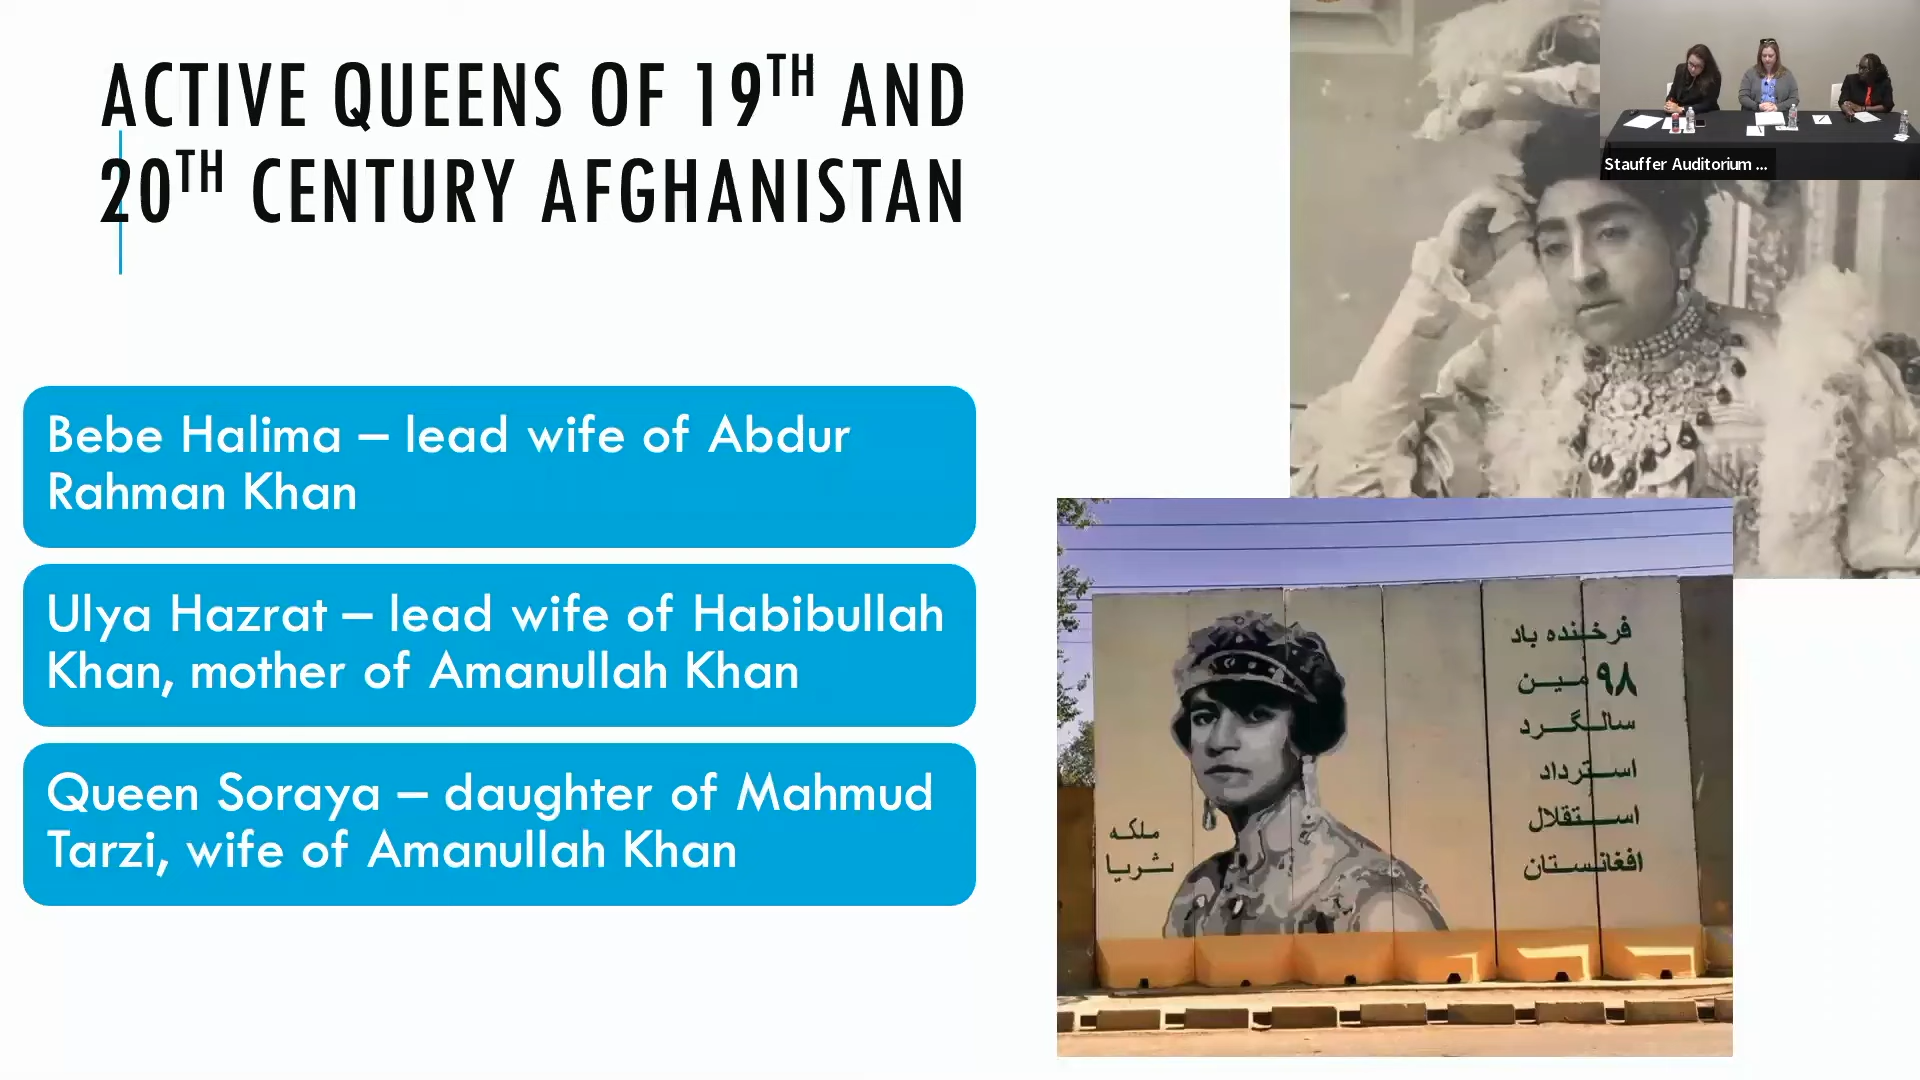 ACTIVE QUEENS OF 19TH AND
20TH CENTURY AFGHANISTAN
Stauffer Auditorium ...
Bebe Halima – lead wife of Abdur
Rahman Khan
Ulya Hazrat – lead wife of Habibullah
Khan, mother of Amanullah Khan
Queen Soraya – daughter of Mahmud
Tarzi, wife of Amanullah Khan
فرخنده باد
۹۸ مین
سالگرد
استرداد
استقلال
افغانستان
ملکه
ثریا